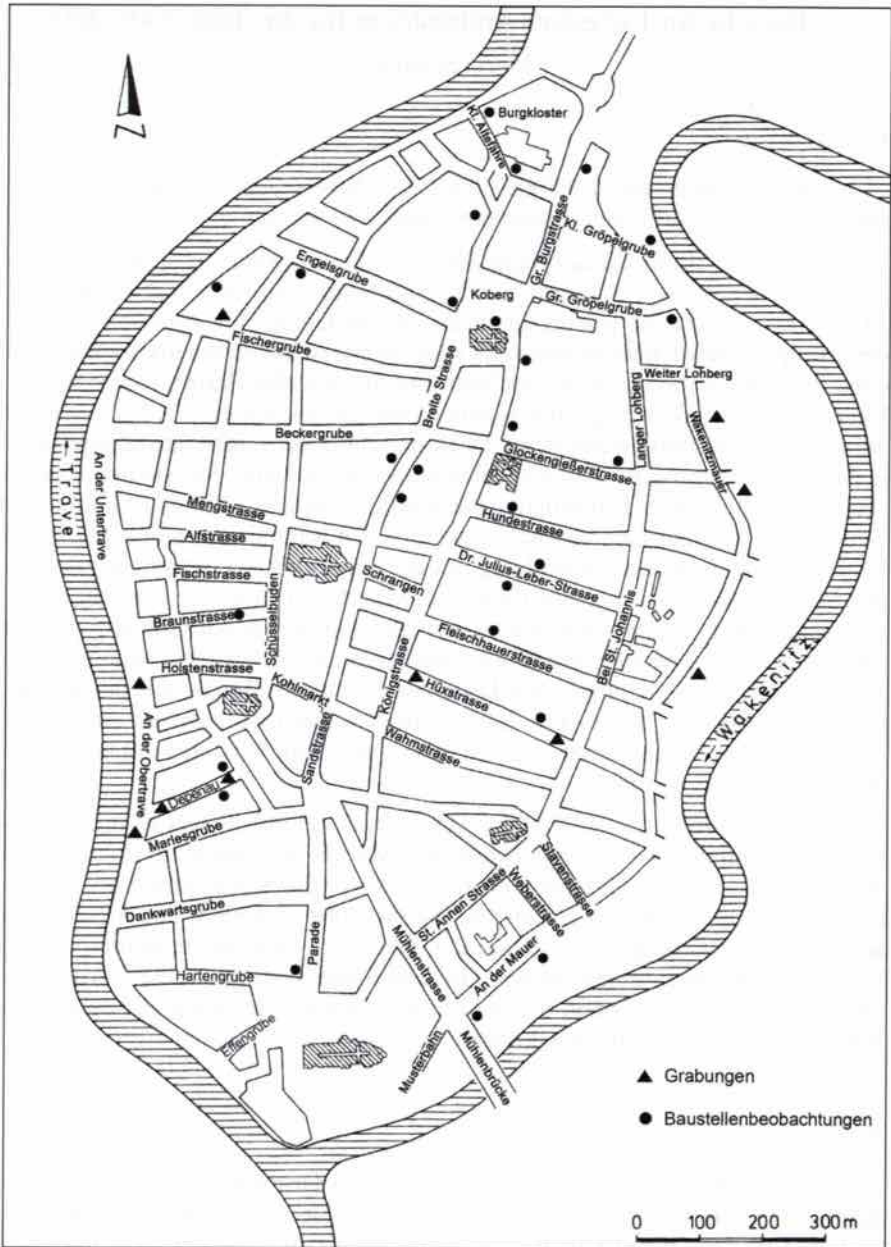 N
Burgkloster
Kl. Altefähre
Gr. Burgstrasse
Kl. Gröpelgrube
Engelsgrube
Koberg
Gr. Gröpelgrube
Fischergrube
Breite Strasse
Weiter Lohberg
Langer Lohberg
Wakenitzmauer
Beckergrube
Glockengießerstrasse
Trave
An der Untertrave
Mengstrasse
Hundestrasse
Alfstrasse
Dr. Julius-Leber-Strasse
Schrangen
Fischstrasse
Schüsselbuden
Braunstrasse
Fleischhauerstrasse
Bei St. Johannis
Holstenstrasse
Königstrasse
Hüxstrasse
Kohlmarkt
Wakenitz
An der Obertrave
Sandstrasse
Wahmstrasse
Depenau
Marlesgrube
Stavenstrasse
St. Annen Strasse
Weberstrasse
Dankwartsgrube
Parade
Mühlenstrasse
An der Mauer
Hartengrube
Effengrube
Musterbahn
Mühlenbrücke
Grabungen
Baustellenbeobachtungen
0 100 200 300 m